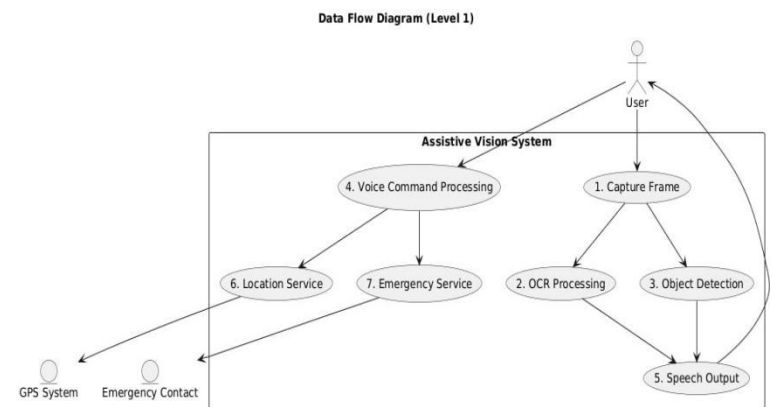 Data Flow Diagram (Level 1)
User
Assistive Vision System
4. Voice Command Processing
1. Capture Frame
6. Location Service
7. Emergency Service
2. OCR Processing
3. Object Detection
GPS System
Emergency Contact
5. Speech Output